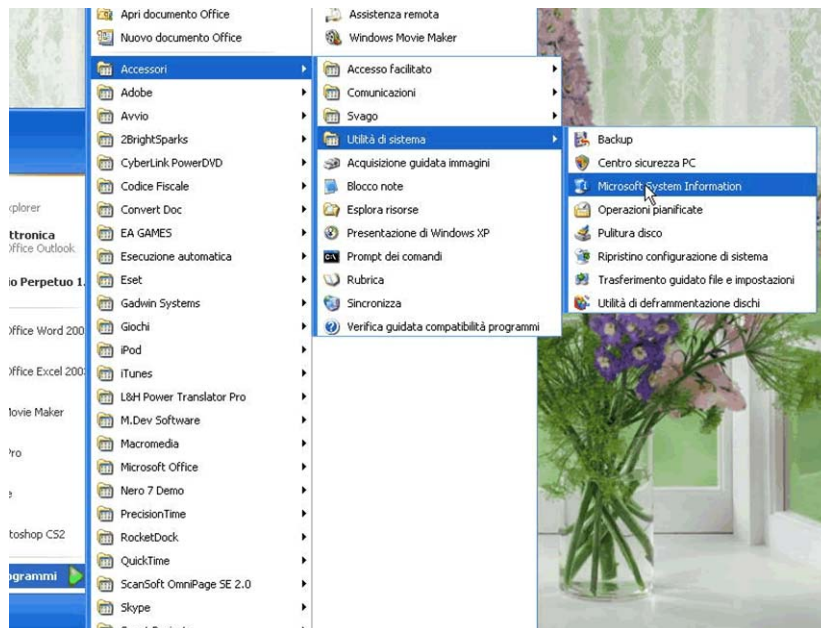 xplorer
ttronica
Office Outlook
io Perpetuo 1.
Office Word 200
Office Excel 200
Movie Maker
Pro
e
toshop CS2
ogrammi
Apri documento Office
Nuovo documento Office
Accessori
Adobe
Avvio
2BrightSparks
CyberLink PowerDVD
Codice Fiscale
Convert Doc
EA GAMES
Esecuzione automatica
Eset
Gadwin Systems
Giochi
iPod
iTunes
L&H Power Translator Pro
M.Dev Software
Macromedia
Microsoft Office
Nero 7 Demo
PrecisionTime
RocketDock
QuickTime
ScanSoft OmniPage SE 2.0
Skype
Assistenza remota
Windows Movie Maker
Accesso facilitato
Comunicazioni
Svago
Utilità di sistema
Acquisizione guidata immagini
Blocco note
Esplora risorse
Presentazione di Windows XP
Prompt dei comandi
Rubrica
Sincronizza
Verifica guidata compatibilità programmi
Backup
Centro sicurezza PC
Microsoft System Information
Operazioni pianificate
Pulitura disco
Ripristino configurazione di sistema
Trasferimento guidato file e impostazioni
Utilità di deframmentazione dischi